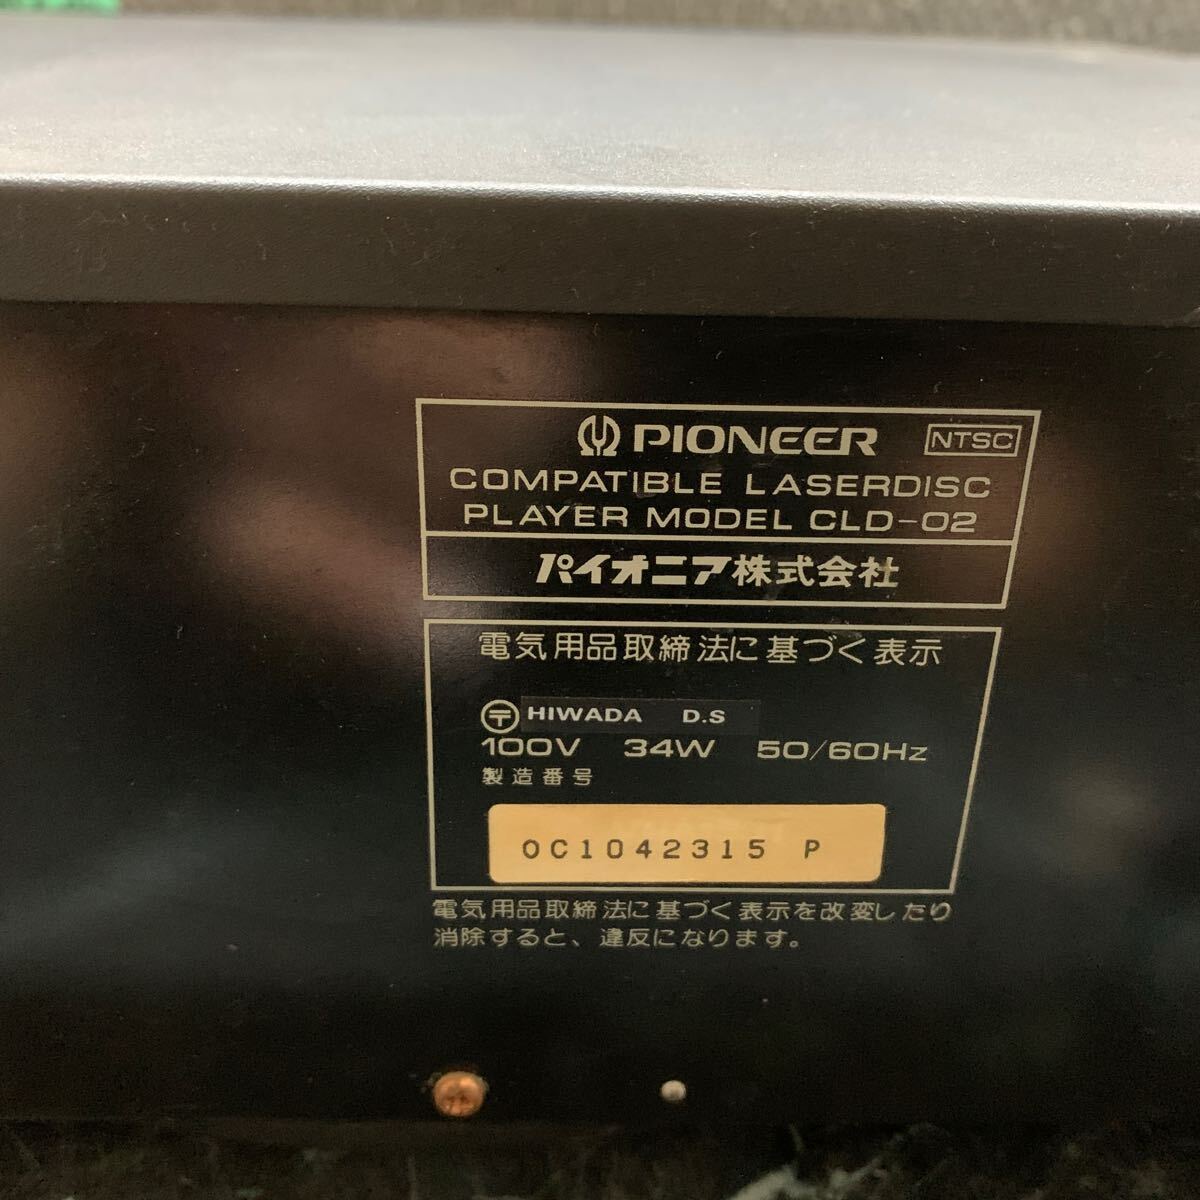 PIONEER NTSC
COMPATIBLE LASERDISC
PLAYER MODEL CLD-02
パイオニア株式会社
電気用品取締法に基づく表示
〒 HIWADA D.S
100V 34W 50/60Hz
製造番号
0C1042315 P
電気用品取締法に基づく表示を改変したり
消除すると、違反になります。